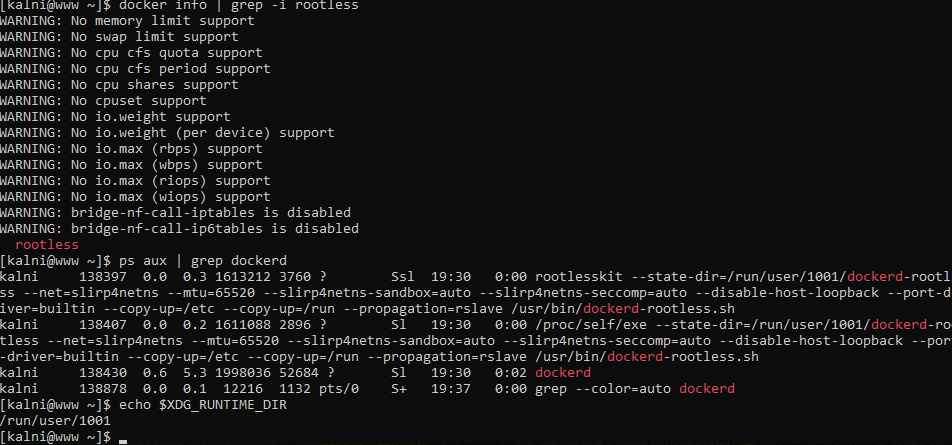 [kalni@www ~]$ docker info | grep -i rootless
WARNING: No memory limit support
WARNING: No swap limit support
WARNING: No cpu cfs quota support
WARNING: No cpu cfs period support
WARNING: No cpu shares support
WARNING: No cpuset support
WARNING: No io.weight support
WARNING: No io.weight (per device) support
WARNING: No io.max (rbps) support
WARNING: No io.max (wbps) support
WARNING: No io.max (riops) support
WARNING: No io.max (wiops) support
WARNING: bridge-nf-call-iptables is disabled
WARNING: bridge-nf-call-ip6tables is disabled
  rootless
[kalni@www ~]$ ps aux | grep dockerd
kalni     138397  0.0  0.3 1613212 3760 ?        Ssl  19:30   0:00 rootlesskit --state-dir=/run/user/1001/dockerd-rootl
ss --net=slirp4netns --mtu=65520 --slirp4netns-sandbox=auto --slirp4netns-seccomp=auto --disable-host-loopback --port-d
iver=builtin --copy-up=/etc --copy-up=/run --propagation=rslave /usr/bin/dockerd-rootless.sh
kalni     138407  0.0  0.2 1611088 2896 ?        Sl   19:30   0:00 /proc/self/exe --state-dir=/run/user/1001/dockerd-ro
tless --net=slirp4netns --mtu=65520 --slirp4netns-sandbox=auto --slirp4netns-seccomp=auto --disable-host-loopback --por
-driver=builtin --copy-up=/etc --copy-up=/run --propagation=rslave /usr/bin/dockerd-rootless.sh
kalni     138430  0.6  5.3 1998036 52684 ?       Sl   19:30   0:02 dockerd
kalni     138878  0.0  0.1  12216  1132 pts/0    S+   19:37   0:00 grep --color=auto dockerd
[kalni@www ~]$ echo $XDG_RUNTIME_DIR
/run/user/1001
[kalni@www ~]$